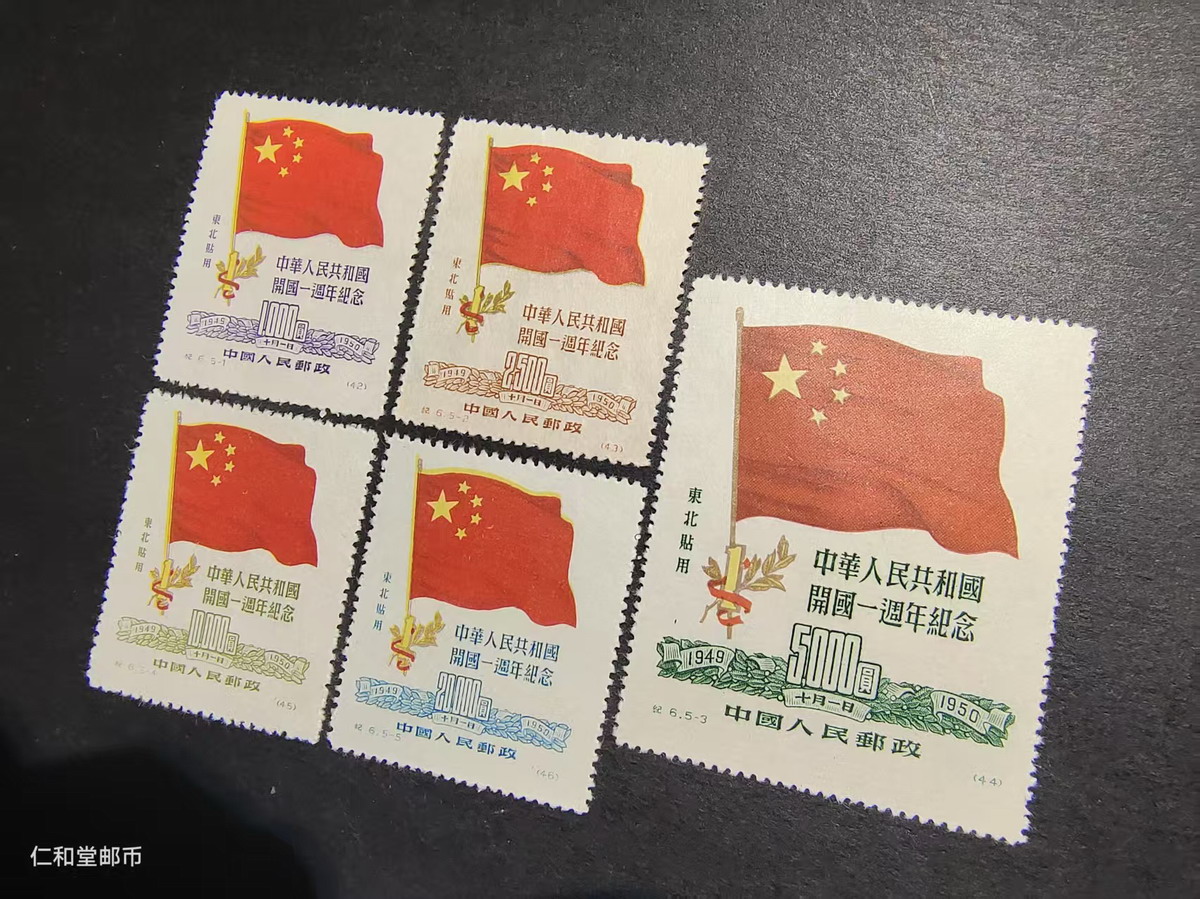 東北貼用
中華人民共和國
開國一週年紀念
1000圓
1949
十月一日
1950
中國人民郵政
紀 6.5-1
(42)
東北貼用
中華人民共和國
開國一週年紀念
2500圓
1949
十月一日
1950
中國人民郵政
紀 6.5-2
(43)
東北貼用
中華人民共和國
開國一週年紀念
5000圓
1949
十月一日
1950
中國人民郵政
紀 6.5-3
(44)
東北貼用
中華人民共和國
開國一週年紀念
10000圓
1949
十月一日
1950
中國人民郵政
紀 6.5-4
(45)
東北貼用
中華人民共和國
開國一週年紀念
20000圓
1949
十月一日
1950
中國人民郵政
紀 6.5-5
(46)
仁和堂邮币